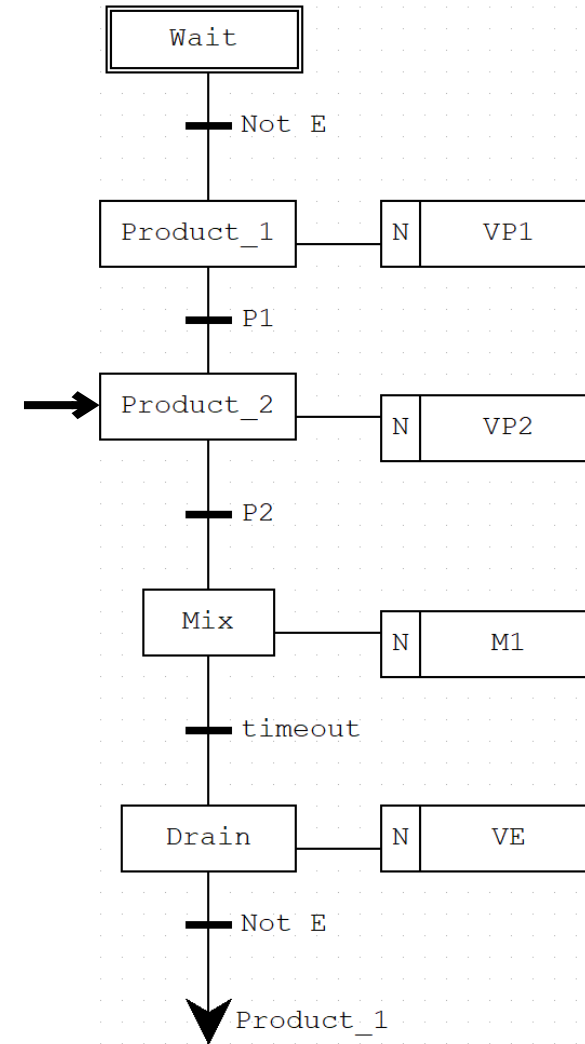 Wait
Not E
Product_1 N VP1
P1
Product_2 N VP2
P2
Mix N M1
timeout
Drain N VE
Not E
Product_1